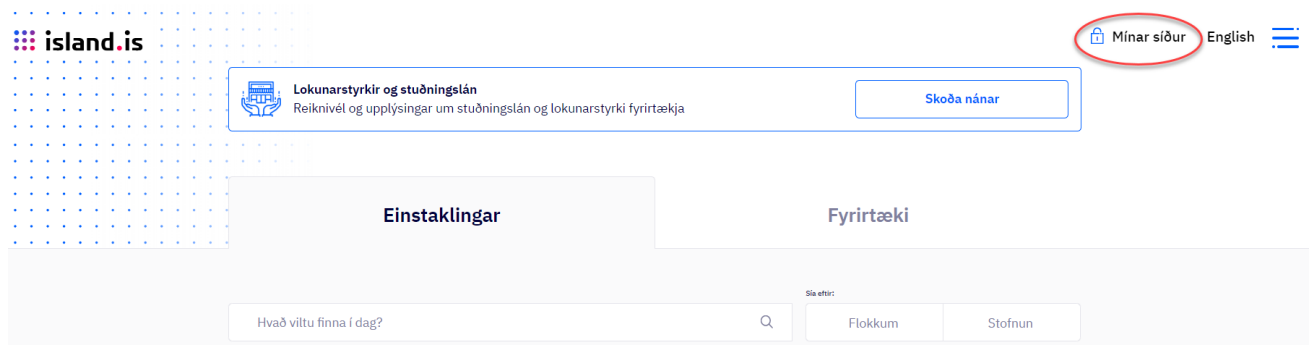 island.is
Mínar síður English
Lokunarstyrkir og stuðningslán
Reiknivél og upplýsingar um stuðningslán og lokunarstyrki fyrirtækja
Skoða nánar
Einstaklingar Fyrirtæki
Sía eftir:
Hvað viltu finna í dag? Flokkum Stofnun